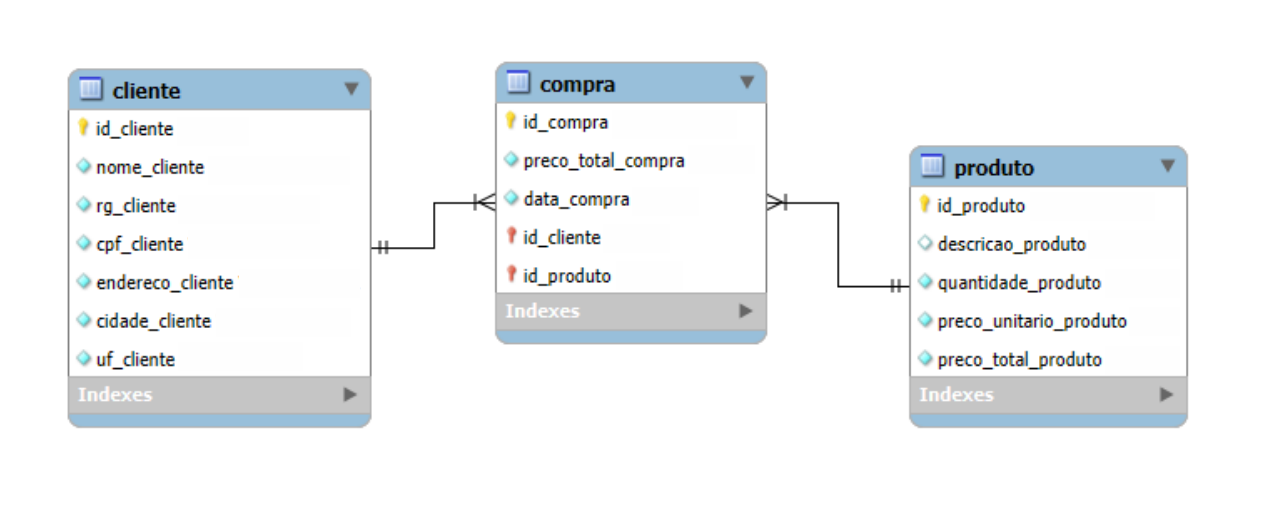 cliente
id_cliente
nome_cliente
rg_cliente
cpf_cliente
endereco_cliente
cidade_cliente
uf_cliente
Indexes
compra
id_compra
preco_total_compra
data_compra
id_cliente
id_produto
Indexes
produto
id_produto
descricao_produto
quantidade_produto
preco_unitario_produto
preco_total_produto
Indexes